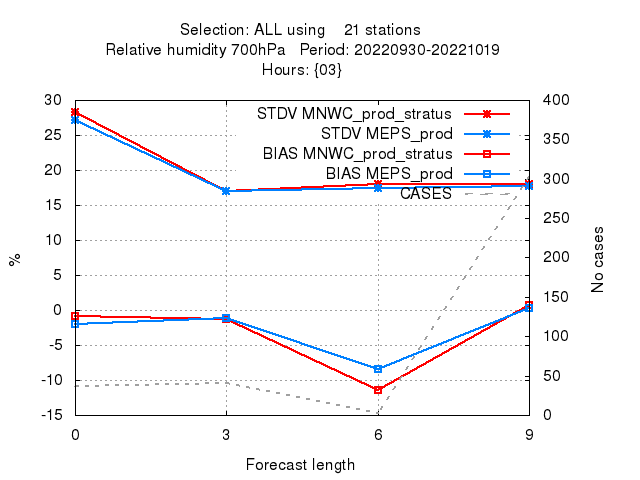 Selection: ALL using 21 stations
Relative humidity 700hPa Period: 20220930-20221019
Hours: {03}
STDV MNWC_prod_stratus
STDV MEPS_prod
BIAS MNWC_prod_stratus
BIAS MEPS_prod
CASES
30
25
20
15
10
5
0
-5
-10
-15
%
400
350
300
250
200
150
100
50
0
No cases
0 3 6 9
Forecast length